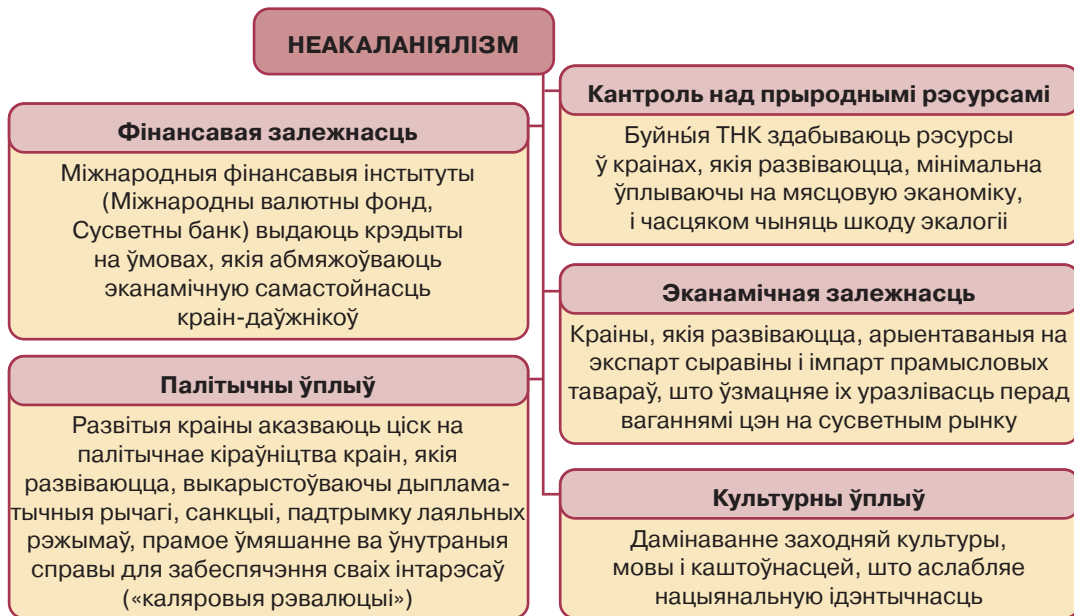 НЕАКАЛАНІЯЛІЗМ
Фінансавая залежнасць
Міжнародныя фінансавыя інстытуты
(Міжнародны валютны фонд,
Сусветны банк) выдаюць крэдыты
на ўмовах, якія абмяжоўваюць
эканамічную самастойнасць
краін-даўжнікоў
Палітычны ўплыў
Развітыя краіны аказваюць ціск на
палітычнае кіраўніцтва краін, якія
развіваюцца, выкарыстоўваючы дыплама-
тычныя рычагі, санкцыі, падтрымку лаяльных
рэжымаў, прамое ўмяшанне ва ўнутраныя
справы для забеспячэння сваіх інтарэсаў
(«каляровыя рэвалюцыі»)
Кантроль над прыроднымі рэсурсамі
Буйны́я ТНК здабываюць рэсурсы
ў краінах, якія развіваюцца, мінімальна
ўплываючы на мясцовую эканоміку,
і часцяком чыняць шкоду экалогіі
Эканамічная залежнасць
Краіны, якія развіваюцца, арыентаваныя на
экспарт сыравіны і імпарт прамысловых
тавараў, што ўзмацняе іх уразлівасць перад
ваганнямі цэн на сусветным рынку
Культурны ўплыў
Дамінаванне заходняй культуры,
мовы і каштоўнасцей, што аслабляе
нацыянальную ідэнтычнасць